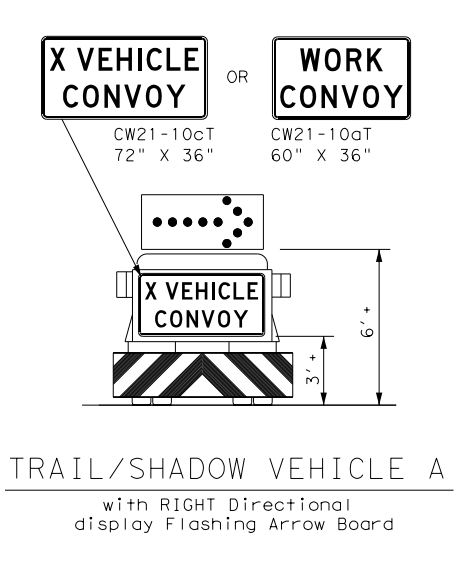 X VEHICLE
CONVOY
OR
WORK
CONVOY
CW21-10cT
72" X 36"
CW21-10aT
60" X 36"
X VEHICLE
CONVOY
6' +
3' +
TRAIL/SHADOW VEHICLE A
with RIGHT Directional
display Flashing Arrow Board